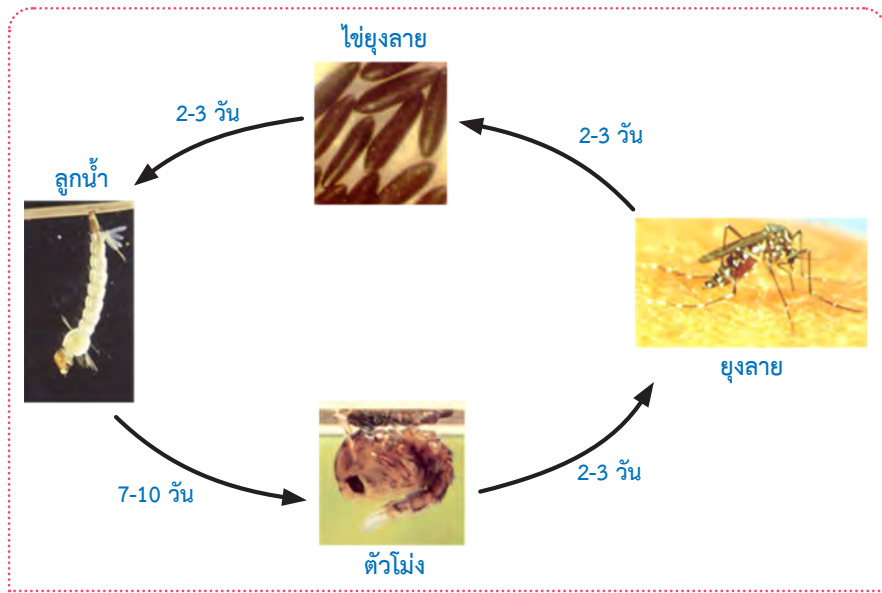 ไข่ยุงลาย
2-3 วัน
2-3 วัน
ลูกน้ำ
ยุงลาย
2-3 วัน
7-10 วัน
ตัวโม่ง